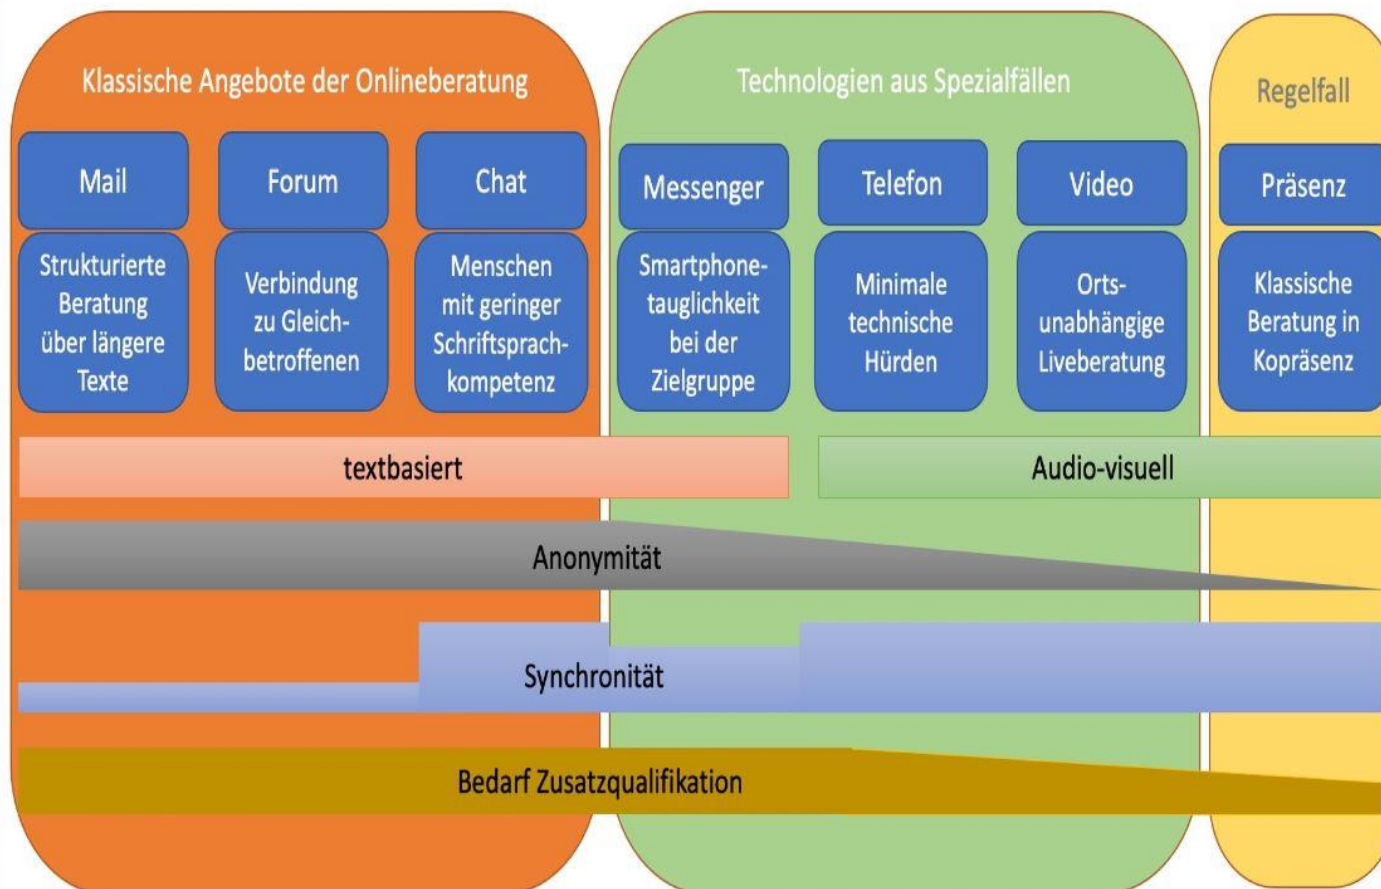 Klassische Angebote der Onlineberatung
Technologien aus Spezialfällen
Regelfall
Mail
Forum
Chat
Messenger
Telefon
Video
Präsenz
Strukturierte
Beratung
über längere
Texte
Verbindung
zu Gleich-
betroffenen
Menschen
mit geringer
Schriftsprach-
kompetenz
Smartphone-
tauglichkeit
bei der
Zielgruppe
Minimale
technische
Hürden
Orts-
unabhängige
Liveberatung
Klassische
Beratung in
Kopräsenz
textbasiert
Audio-visuell
Anonymität
Synchronität
Bedarf Zusatzqualifikation